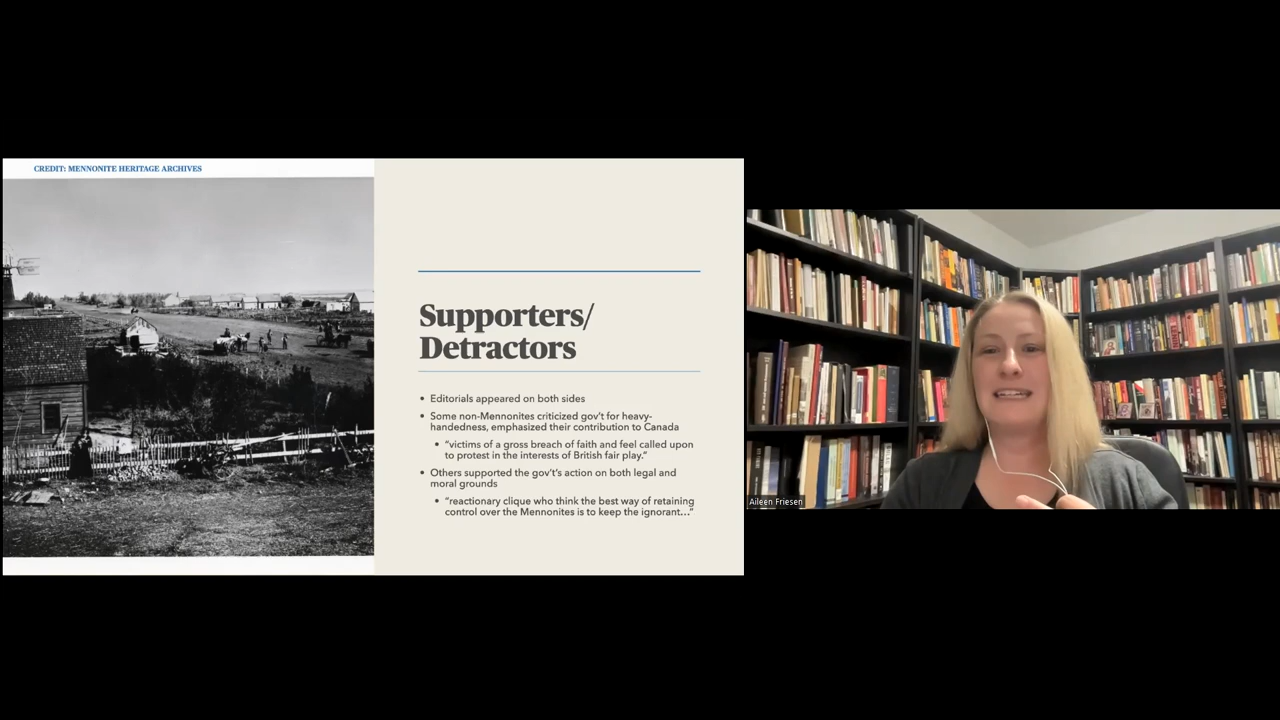 CREDIT: MENNONITE HERITAGE ARCHIVES
Supporters/
Detractors
• Editorials appeared on both sides
• Some non-Mennonites criticized gov’t for heavy-
handedness, emphasized their contribution to Canada
• “victims of a gross breach of faith and feel called upon
to protest in the interests of British fair play.”
• Others supported the gov’t’s action on both legal and
moral grounds
• “reactionary clique who think the best way of retaining
control over the Mennonites is to keep the ignorant…”
Aileen Friesen